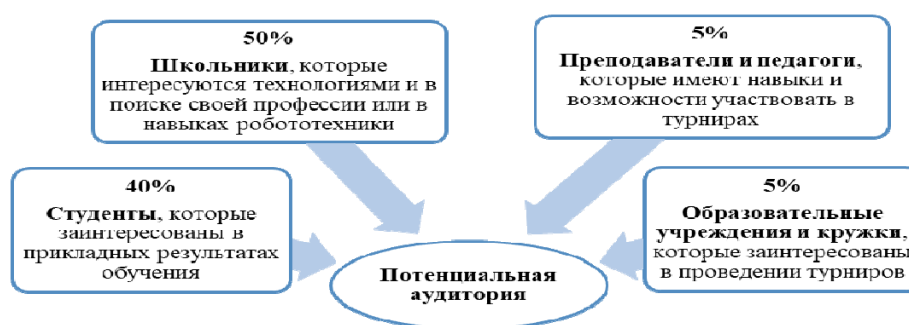 50%
Школьники, которые
интересуются технологиями и в
поиске своей профессии или в
навыках робототехники
5%
Преподаватели и педагоги,
которые имеют навыки и
возможности участвовать в
турнирах
40%
Студенты, которые
заинтересованы в
прикладных результатах
обучения
5%
Образовательные
учреждения и кружки,
которые заинтересованы
в проведении турниров
Потенциальная
аудитория